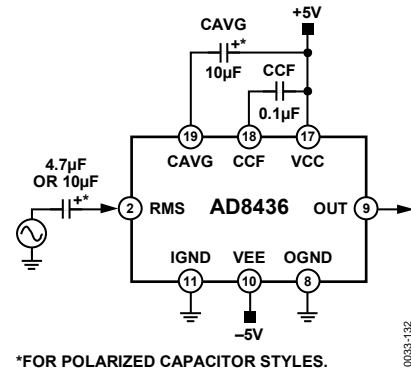 CAVG
+5V
+*
10µF
CCF
0.1µF
19
18
17
CAVG
CCF
VCC
4.7µF
OR 10µF
+*
2
RMS
AD8436
OUT
9
IGND
VEE
OGND
11
10
8
–5V
*FOR POLARIZED CAPACITOR STYLES.
0033-132